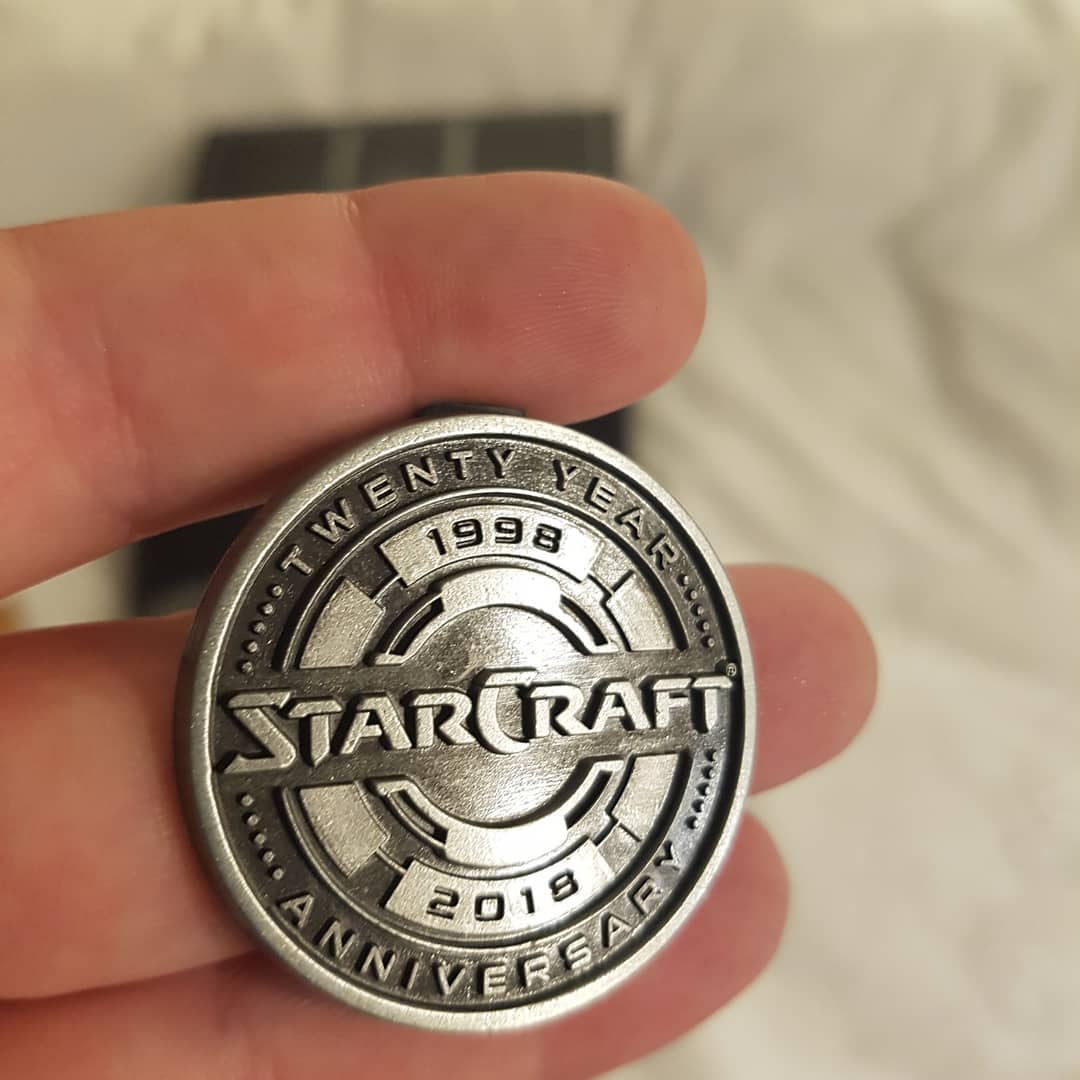 TWENTY YEAR
1998
STARCRAFT®
2018
ANNIVERSARY